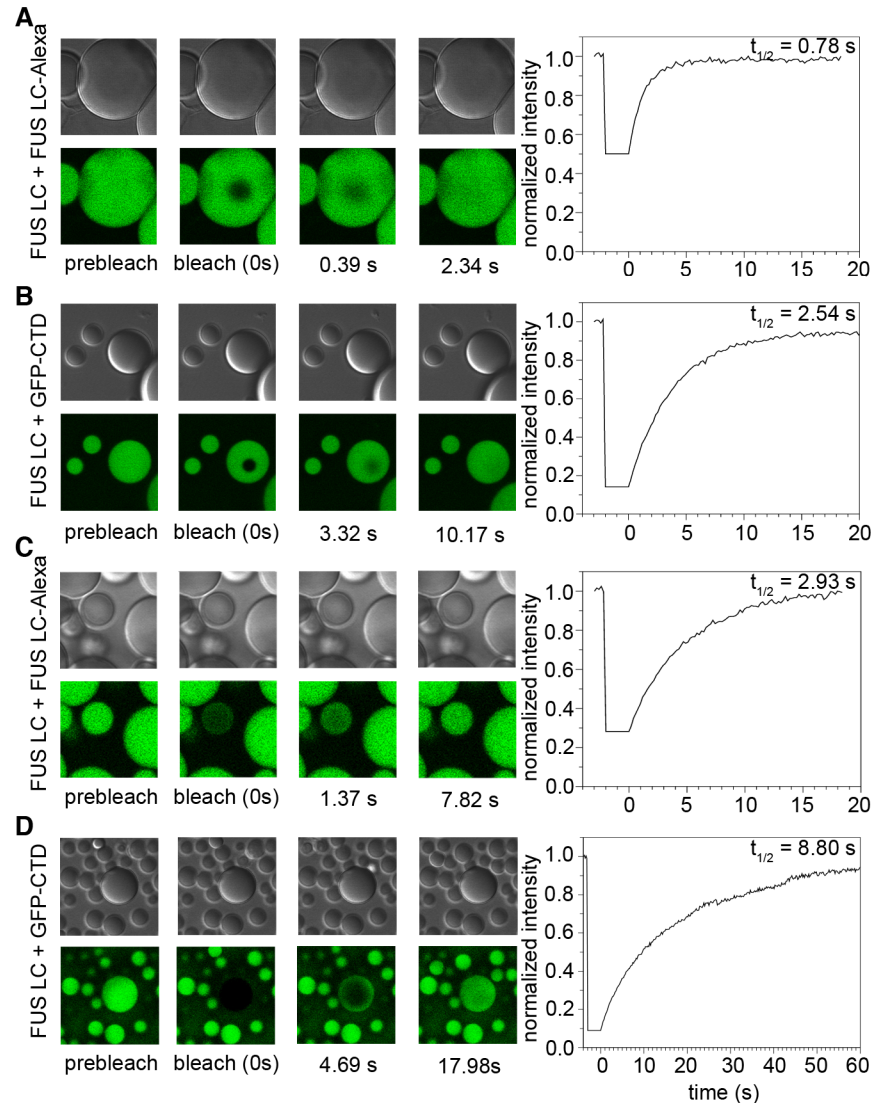 A
FUS LC + FUS LC-Alexa
prebleach bleach (0s) 0.39 s 2.34 s
normalized intensity
t1/2 = 0.78 s
1.0
0.8
0.6
0.4
0.2
0.0
0 5 10 15 20
B
FUS LC + GFP-CTD
prebleach bleach (0s) 3.32 s 10.17 s
normalized intensity
t1/2 = 2.54 s
1.0
0.8
0.6
0.4
0.2
0.0
0 5 10 15 20
C
FUS LC + FUS LC-Alexa
prebleach bleach (0s) 1.37 s 7.82 s
normalized intensity
t1/2 = 2.93 s
1.0
0.8
0.6
0.4
0.2
0.0
0 5 10 15 20
D
FUS LC + GFP-CTD
prebleach bleach (0s) 4.69 s 17.98s
normalized intensity
t1/2 = 8.80 s
1.0
0.8
0.6
0.4
0.2
0.0
0 10 20 30 40 50 60
time (s)